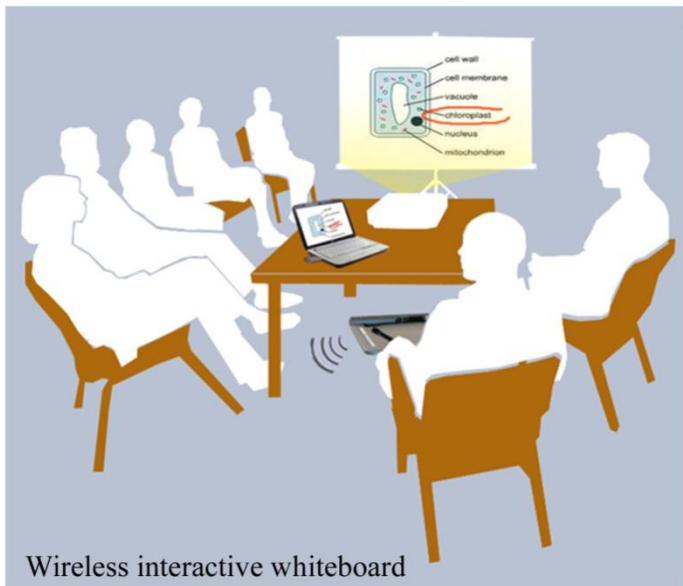 cell wall
cell membrane
vacuole
chloroplast
nucleus
mitochondrion
Wireless interactive whiteboard